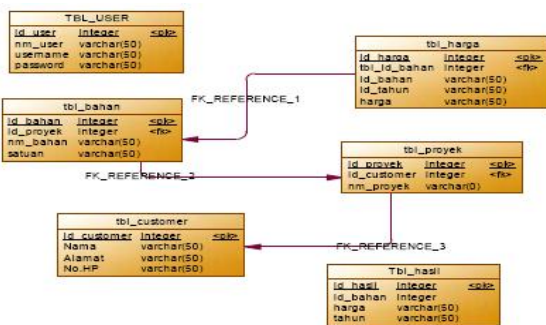 TBL_USER
id_user Integer <pk>
nm_user varchar(50)
username varchar(50)
password varchar(50)
tbl_harga
id_harga Integer <pk>
tbl_id_bahan Integer <fk>
id_bahan varchar(50)
id_tahun varchar(50)
harga varchar(50)
FK_REFERENCE_1
tbl_bahan
id_bahan Integer <pk>
id_proyek Integer <fk>
nm_bahan varchar(50)
satuan varchar(50)
FK_REFERENCE_2
tbl_proyek
id_proyek Integer <pk>
id_customer Integer <fk>
nm_proyek varchar(0)
tbl_customer
id_customer Integer <pk>
Nama varchar(50)
Alamat varchar(50)
No.HP varchar(50)
FK_REFERENCE_3
Tbl_hasil
id_hasil Integer <pk>
id_bahan Integer
harga varchar(50)
tahun varchar(50)